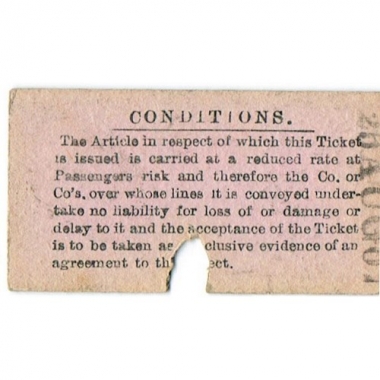 CONDITIONS.
The Article in respect of which this Ticket
is issued is carried at a reduced rate at
Passengers risk and therefore the Co. or
Co's. over whose lines it is conveyed under-
take no liability for loss of or damage or
delay to it and the acceptance of the Ticket
is to be taken as clusive evidence of an
agreement to th ect.